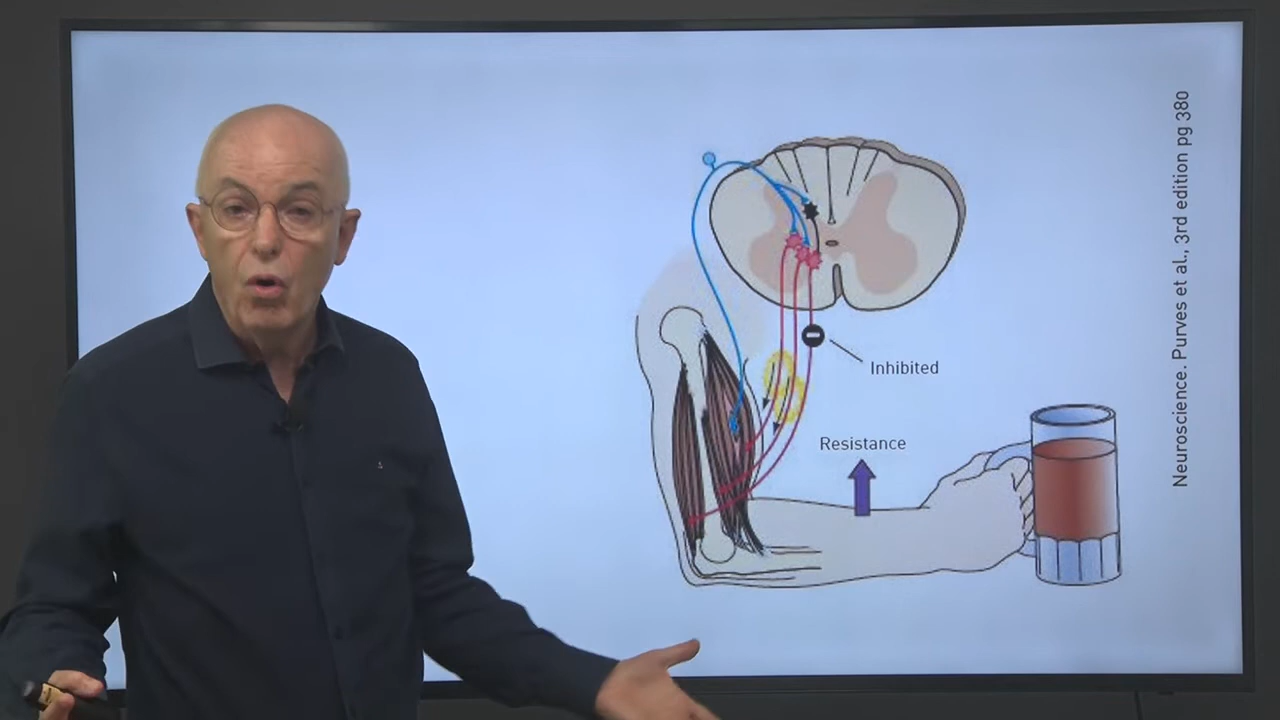 Inhibited
Resistance
Neuroscience. Purves et al., 3rd edition pg 380